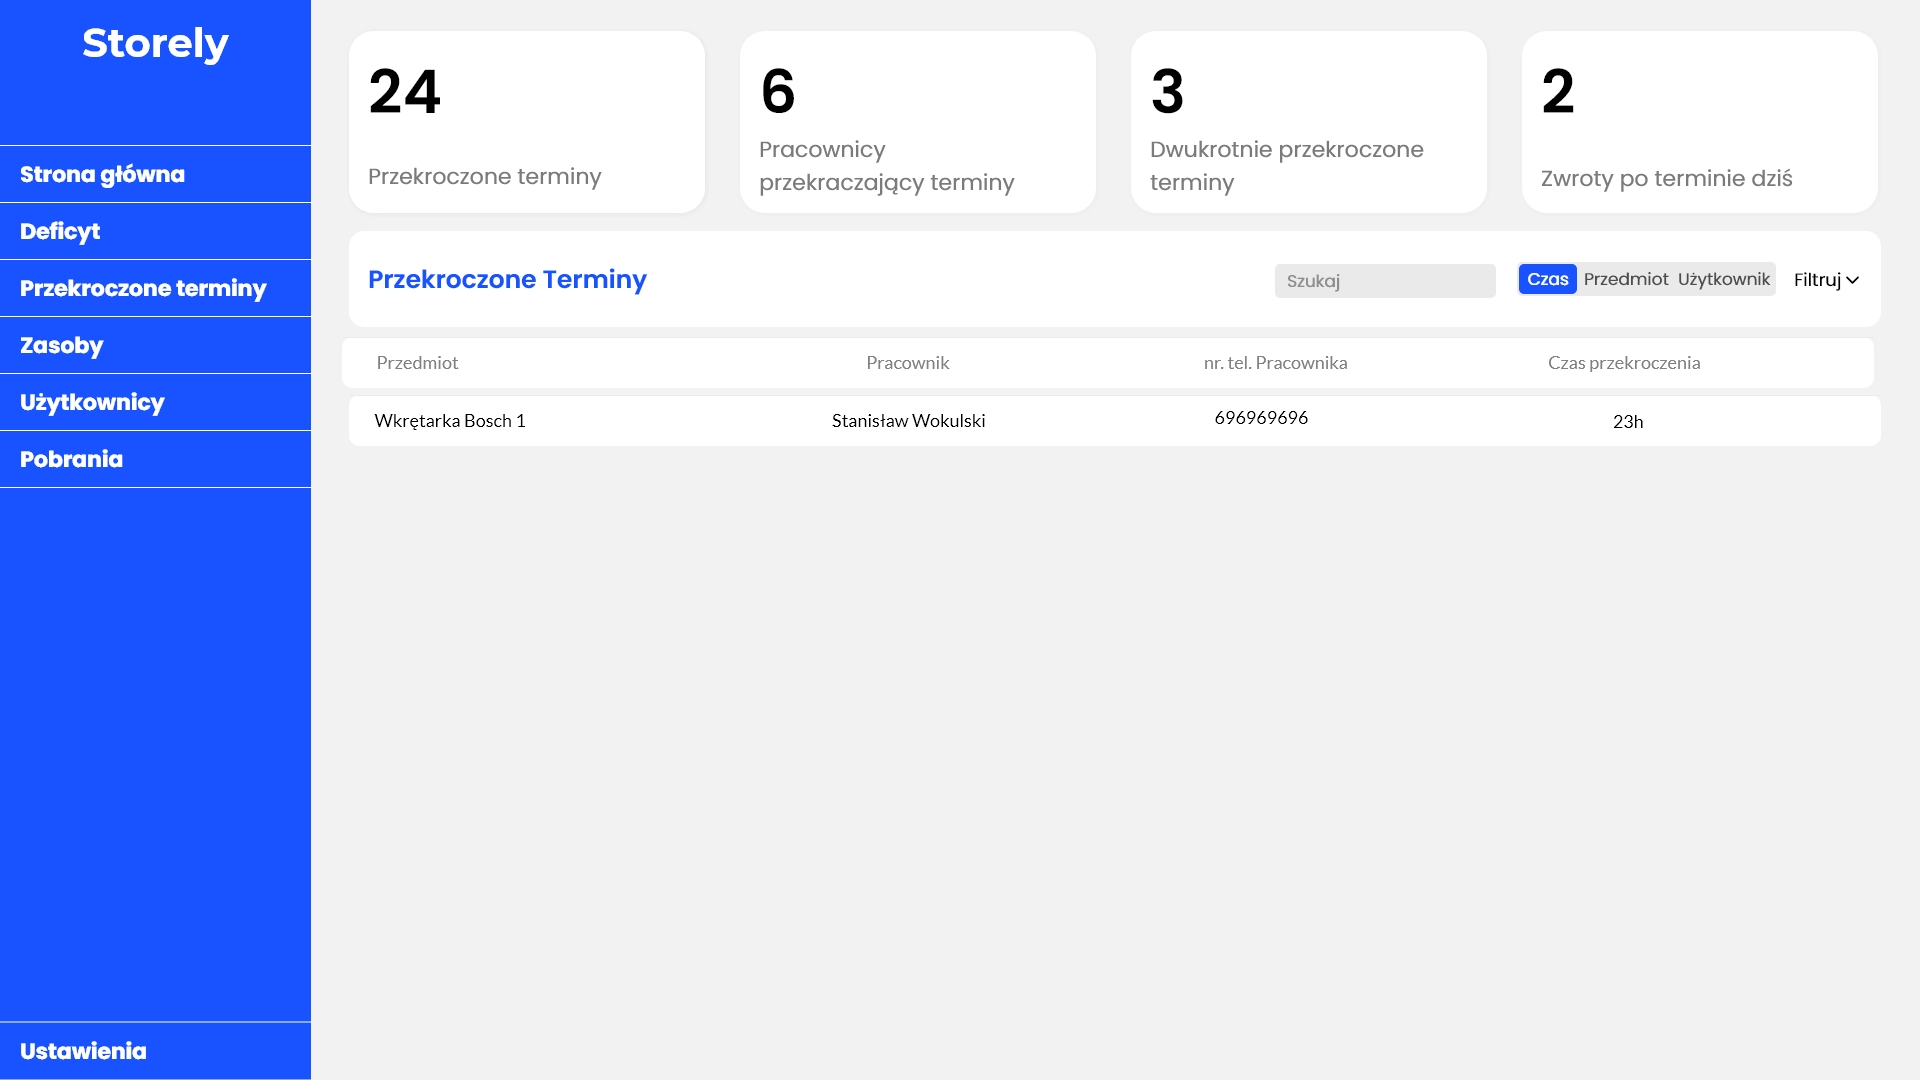 Storely
Strona główna
Deficyt
Przekroczone terminy
Zasoby
Użytkownicy
Pobrania
Ustawienia
24
Przekroczone terminy
6
Pracownicy
przekraczający terminy
3
Dwukrotnie przekroczone
terminy
2
Zwroty po terminie dziś
Przekroczone Terminy
Szukaj
Czas Przedmiot Użytkownik
Filtruj
Przedmiot Pracownik nr. tel. Pracownika Czas przekroczenia
Wkrętarka Bosch 1 Stanisław Wokulski 696969696 23h